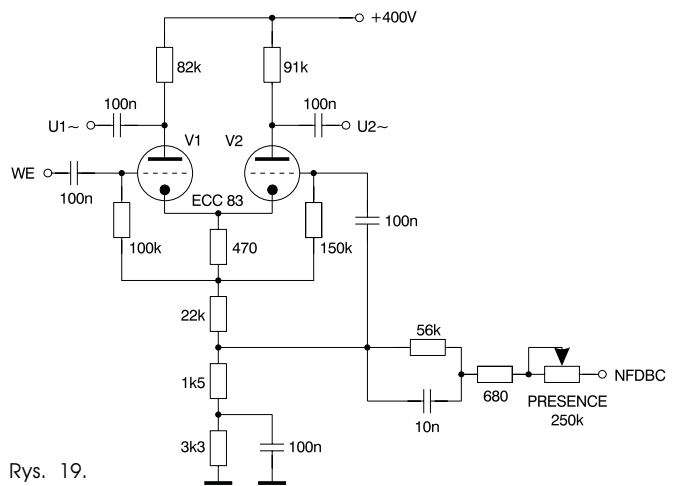 +400V
82k
91k
100n
100n
U1~
U2~
V1
V2
WE
100n
ECC 83
100k
470
150k
100n
22k
56k
1k5
680
NFDBC
PRESENCE
250k
10n
3k3
100n
Rys. 19.